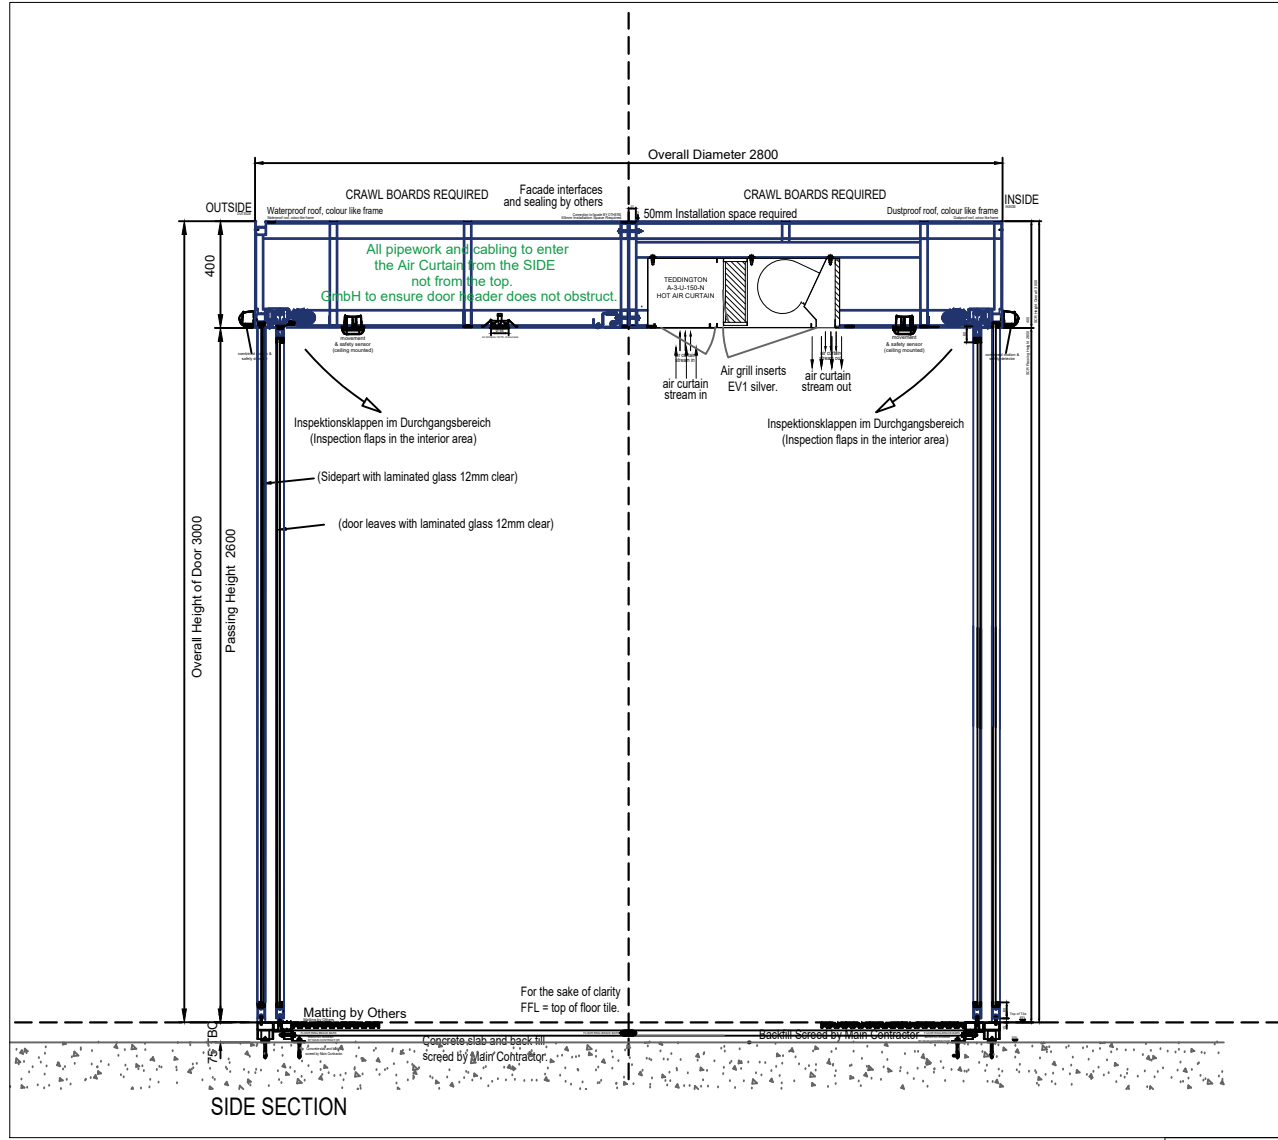 Overall Diameter 2800
OUTSIDE
CRAWL BOARDS REQUIRED
Facade interfaces
and sealing by others
CRAWL BOARDS REQUIRED
INSIDE
Waterproof roof, colour like frame
50mm Installation space required
Dustproof roof, colour like frame
400
All pipework and cabling to enter
the Air Curtain from the SIDE
not from the top.
GmbH to ensure door header does not obstruct.
TEDDINGTON
A-3-U-150-N
HOT AIR CURTAIN
movement
& safety sensor
(ceiling mounted)
movement
& safety sensor
(ceiling mounted)
air curtain
stream in
Air grill inserts
EV1 silver.
air curtain
stream out
Inspektionsklappen im Durchgangsbereich
(Inspection flaps in the interior area)
Inspektionsklappen im Durchgangsbereich
(Inspection flaps in the interior area)
(Sidepart with laminated glass 12mm clear)
(door leaves with laminated glass 12mm clear)
Overall Height of Door 3000
Passing Height 2600
For the sake of clarity
FFL = top of floor tile.
Matting by Others
75 TBC
Concrete slab and back fill
screed by Main Contractor.
Backfill Screed by Main Contractor
SIDE SECTION